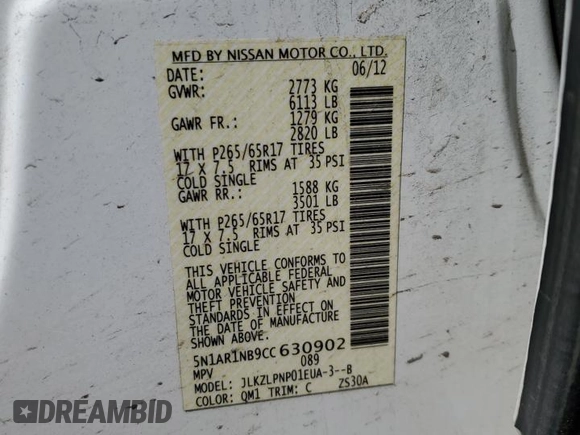 MFD BY NISSAN MOTOR CO., LTD.
DATE: 06/12
GVWR: 2773 KG
6113 LB
GAWR FR: 1279 KG
2820 LB
WITH P265/65R17 TIRES
17 X 7.5 RIMS AT 35 PSI
COLD SINGLE
GAWR RR.: 1588 KG
3501 LB
WITH P265/65R17 TIRES
17 X 7.5 RIMS AT 35 PSI
COLD SINGLE
THIS VEHICLE CONFORMS TO
ALL APPLICABLE FEDERAL
MOTOR VEHICLE SAFETY AND
THEFT PREVENTION
STANDARDS IN EFFECT ON
THE DATE OF MANUFACTURE
SHOWN ABOVE.
5N1AR1NB9CC630902
MPV 089
MODEL: JLKZLPNP01EUA-3--B
COLOR: QM1 TRIM: C ZS30A
DREAMBID
DREAMBID